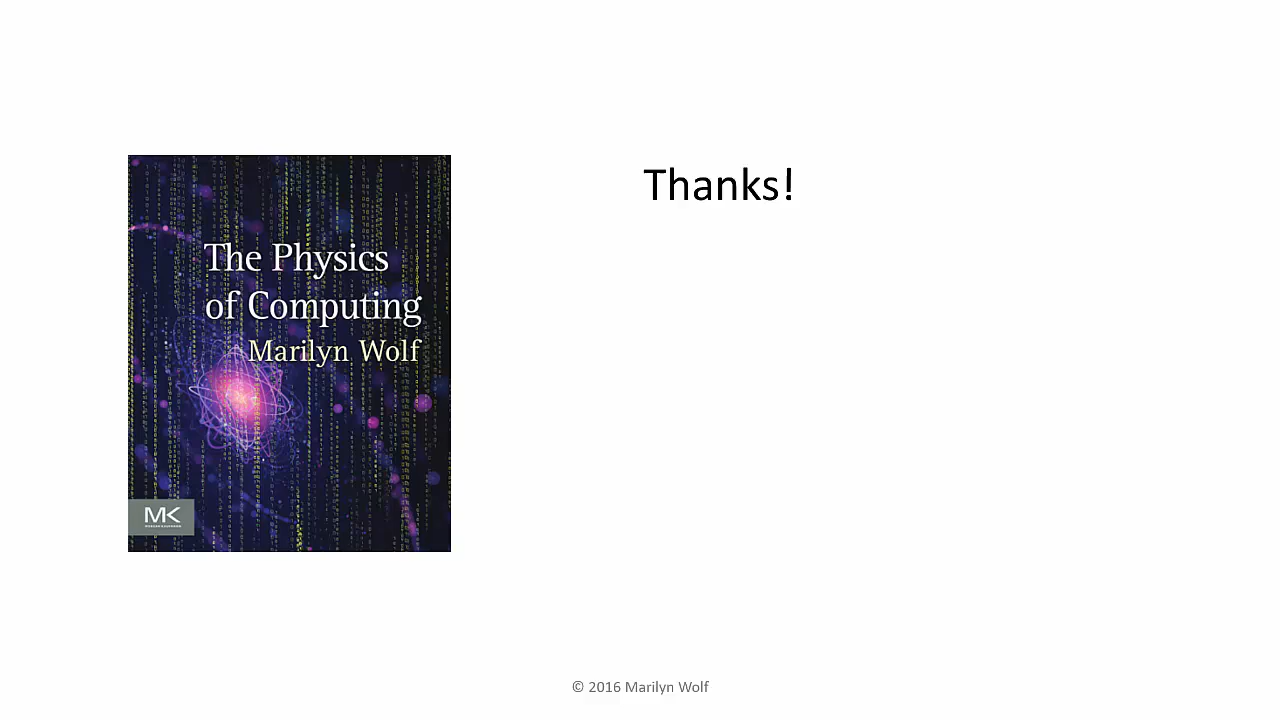 Thanks!
The Physics
of Computing
Marilyn Wolf
MK
© 2016 Marilyn Wolf